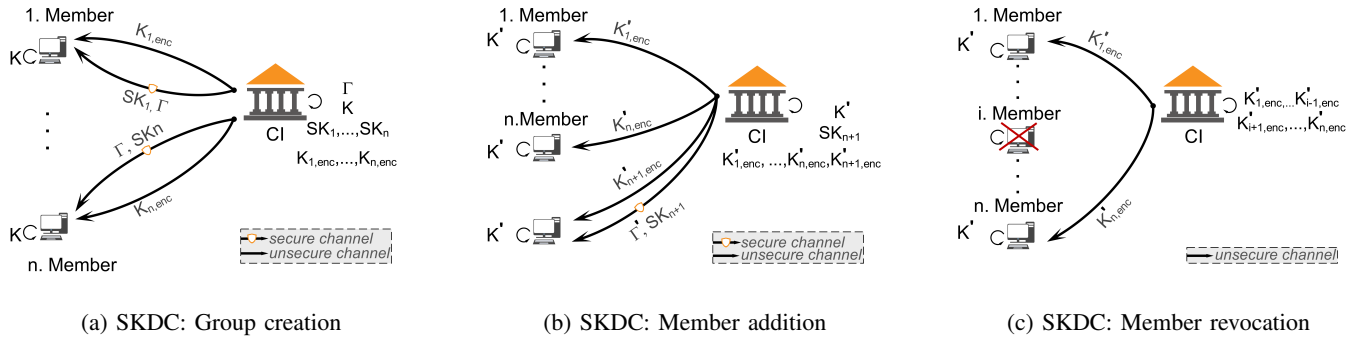 1. Member
K
K1,enc
SK1, Γ
Γ, SKn
Kn,enc
K
n. Member
CI
Γ
K
SK1,...,SKn
K1,enc,...,Kn,enc
secure channel
unsecure channel
(a) SKDC: Group creation
1. Member
K'
K'1,enc
n.Member
K'
K'n,enc
K'n+1,enc
Γ', SKn+1
K'
CI
K'
SKn+1
K'1,enc, ...,K'n,enc,K'n+1,enc
secure channel
unsecure channel
(b) SKDC: Member addition
1. Member
K'
K'1,enc
i. Member
n. Member
K'
K'n,enc
CI
K'1,enc,...K'i-1,enc
K'i+1,enc,...,K'n,enc
unsecure channel
(c) SKDC: Member revocation